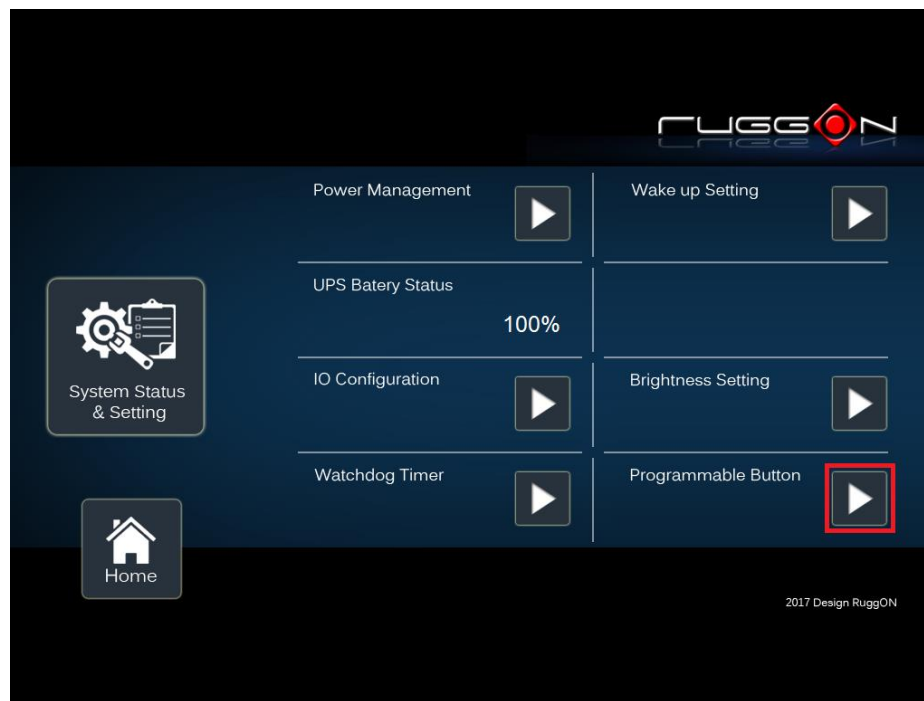 ruggON
Power Management
Wake up Setting
UPS Batery Status
100%
System Status
& Setting
IO Configuration
Brightness Setting
Watchdog Timer
Programmable Button
Home
2017 Design RuggON